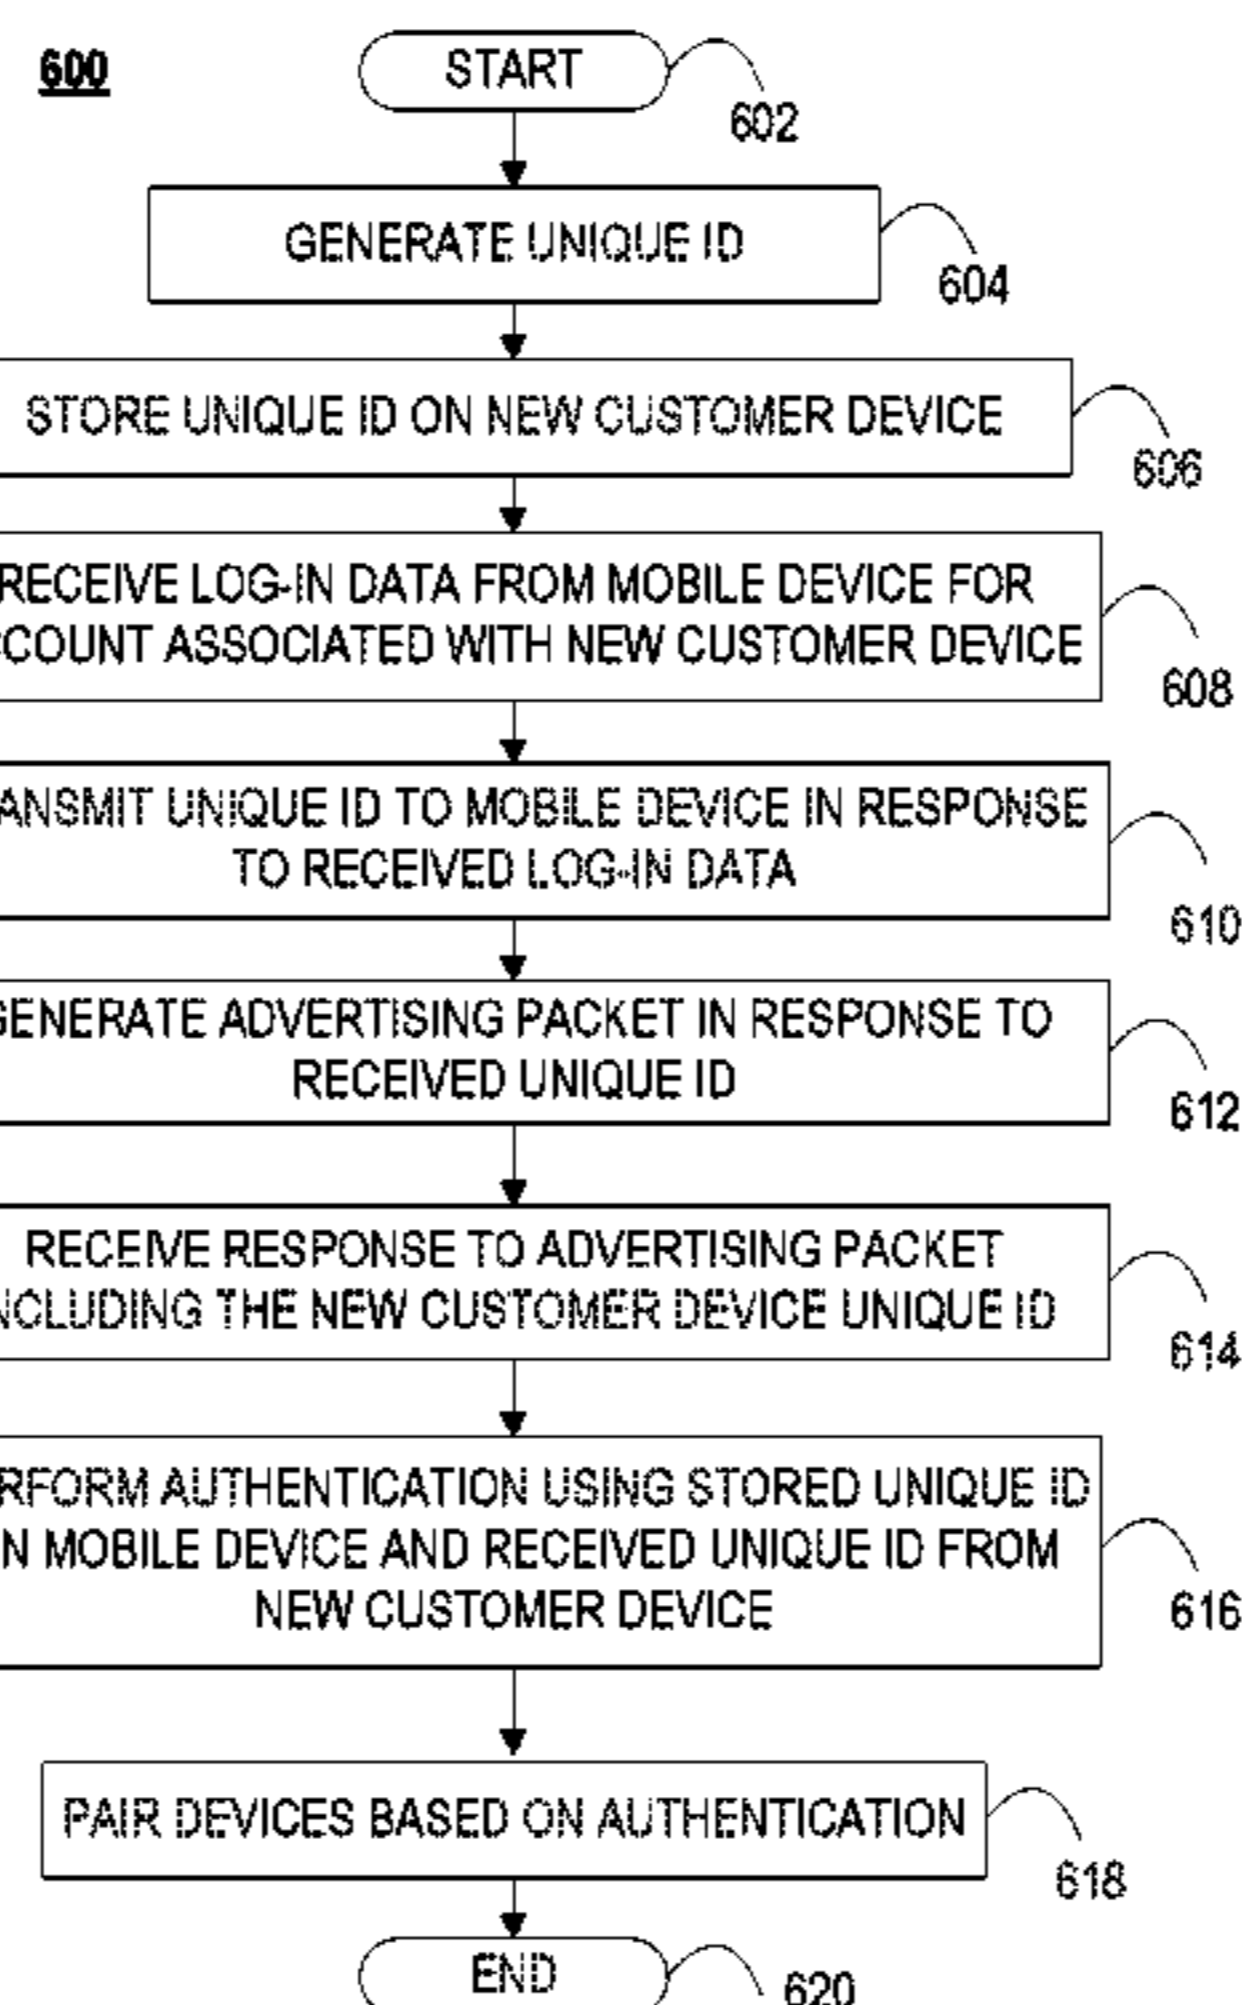 600
START
602
GENERATE UNIQUE ID
604
STORE UNIQUE ID ON NEW CUSTOMER DEVICE
606
RECEIVE LOG-IN DATA FROM MOBILE DEVICE FOR
CCOUNT ASSOCIATED WITH NEW CUSTOMER DEVICE
608
ANSMIT UNIQUE ID TO MOBILE DEVICE IN RESPONSE
TO RECEIVED LOG-IN DATA
610
GENERATE ADVERTISING PACKET IN RESPONSE TO
RECEIVED UNIQUE ID
612
RECEIVE RESPONSE TO ADVERTISING PACKET
NCLUDING THE NEW CUSTOMER DEVICE UNIQUE ID
614
RFORM AUTHENTICATION USING STORED UNIQUE ID
N MOBILE DEVICE AND RECEIVED UNIQUE ID FROM
NEW CUSTOMER DEVICE
616
PAIR DEVICES BASED ON AUTHENTICATION
618
END
620